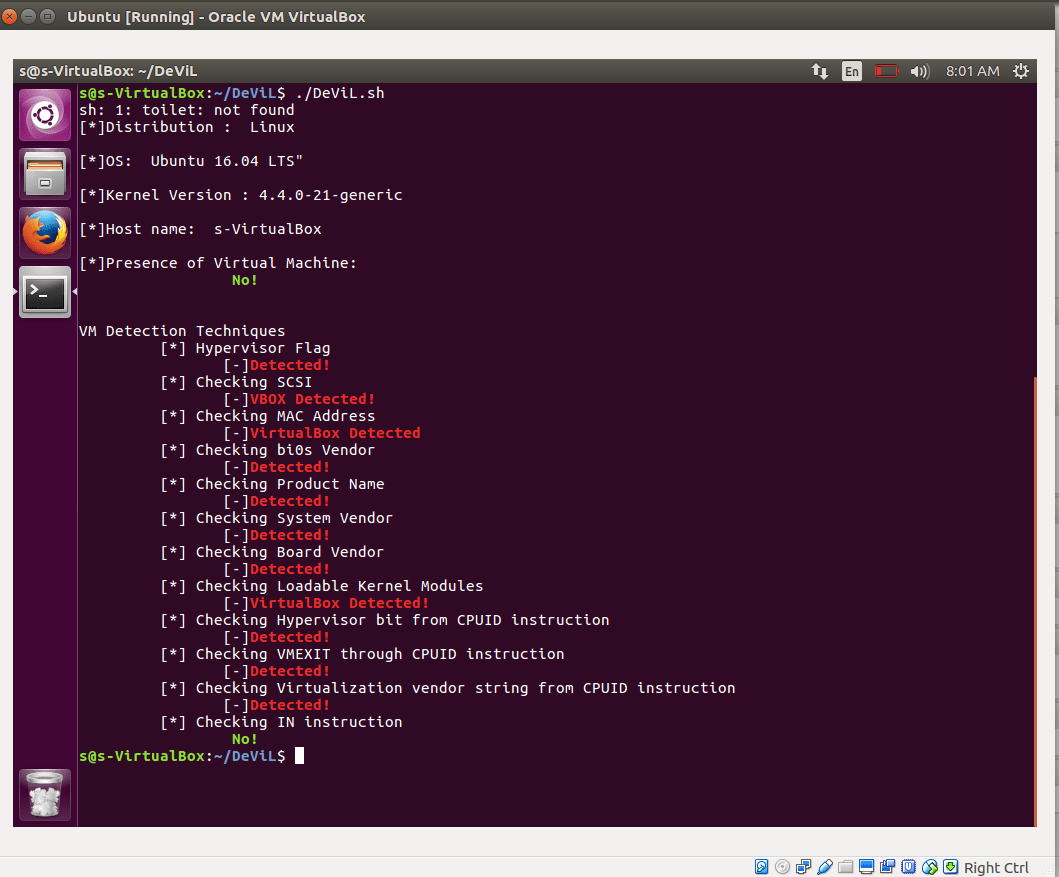 Ubuntu [Running] - Oracle VM VirtualBox
s@s-VirtualBox: ~/DeViL
En
8:01 AM
s@s-VirtualBox:~/DeViL$ ./DeViL.sh
sh: 1: toilet: not found
[*]Distribution :  Linux
[*]OS:  Ubuntu 16.04 LTS"
[*]Kernel Version : 4.4.0-21-generic
[*]Host name:  s-VirtualBox
[*]Presence of Virtual Machine:
No!
VM Detection Techniques
[*] Hypervisor Flag
[-]Detected!
[*] Checking SCSI
[-]VBOX Detected!
[*] Checking MAC Address
[-]VirtualBox Detected
[*] Checking bi0s Vendor
[-]Detected!
[*] Checking Product Name
[-]Detected!
[*] Checking System Vendor
[-]Detected!
[*] Checking Board Vendor
[-]Detected!
[*] Checking Loadable Kernel Modules
[-]VirtualBox Detected!
[*] Checking Hypervisor bit from CPUID instruction
[-]Detected!
[*] Checking VMEXIT through CPUID instruction
[-]Detected!
[*] Checking Virtualization vendor string from CPUID instruction
[-]Detected!
[*] Checking IN instruction
No!
s@s-VirtualBox:~/DeViL$
Right Ctrl